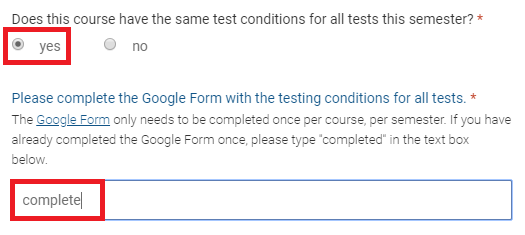 Does this course have the same test conditions for all tests this semester? *
yes no
Please complete the Google Form with the testing conditions for all tests. *
The Google Form only needs to be completed once per course, per semester. If you have
already completed the Google Form once, please type "completed" in the text box
below.
complete